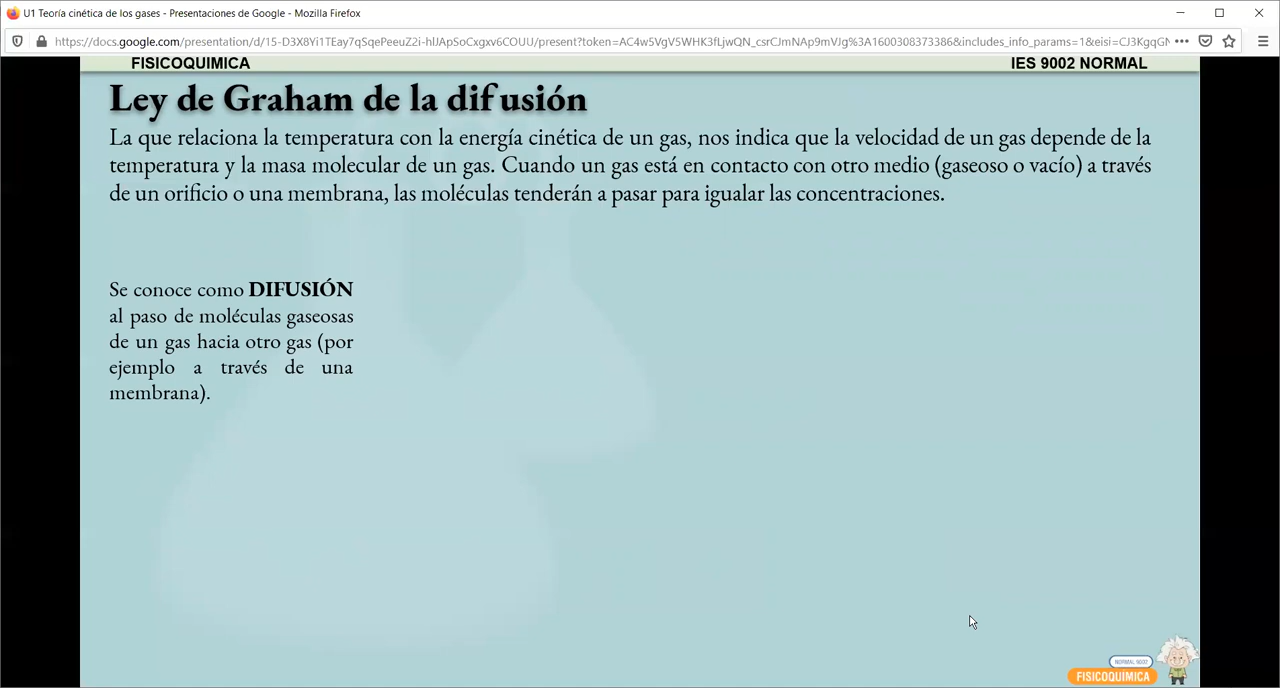 U1 Teoría cinética de los gases - Presentaciones de Google - Mozilla Firefox
https://docs.google.com/presentation/d/15-D3X8Yi1TEay7qSqePeeuZ2i-hlJApSoCxgxv6COUU/present?token=AC4w5VgV5WHK3fLjwQN_csrCJmNAp9mVJg%3A1600308373386&includes_info_params=1&eisi=CJ3KgqGN
FISICOQUIMICA IES 9002 NORMAL
Ley de Graham de la difusión
La que relaciona la temperatura con la energía cinética de un gas, nos indica que la velocidad de un gas depende de la
temperatura y la masa molecular de un gas. Cuando un gas está en contacto con otro medio (gaseoso o vacío) a través
de un orificio o una membrana, las moléculas tenderán a pasar para igualar las concentraciones.
Se conoce como DIFUSIÓN
al paso de moléculas gaseosas
de un gas hacia otro gas (por
ejemplo a través de una
membrana).
NORMAL 9002
FISICOQUÍMICA